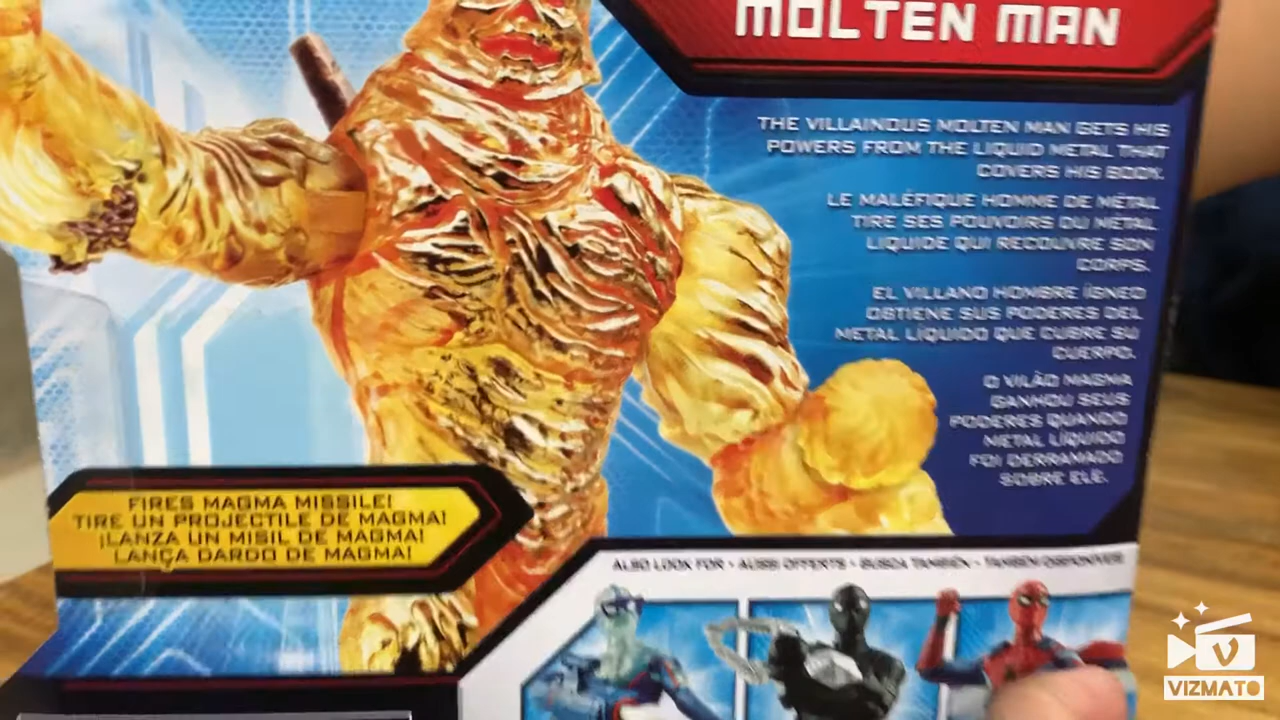 MOLTEN MAN
THE VILLAINOUS MOLTEN MAN GETS HIS
POWERS FROM THE LIQUID METAL THAT
COVERS HIS BODY.
LE MALÉFIQUE HOMME DE MÉTAL
TIRE SES POUVOIRS DU MÉTAL
LIQUIDE QUI RECOUVRE SON
CORPS.
EL VILLANO HOMBRE ÍGNEO
OBTIENE SUS PODERES DEL
METAL LÍQUIDO QUE CUBRE SU
CUERPO.
O VILÃO MAGMA
GANHOU SEUS
PODERES QUANDO
METAL LÍQUIDO
FOI DERRAMADO
SOBRE ELE.
FIRES MAGMA MISSILE!
TIRE UN PROJECTILE DE MAGMA!
¡LANZA UN MISIL DE MAGMA!
LANÇA DARDO DE MAGMA!
ALSO LOOK FOR • AUSSI OFFERTS • BUSCA TAMBIÉN • TAMBÉM DISPONÍVEIS
V
VIZMATO